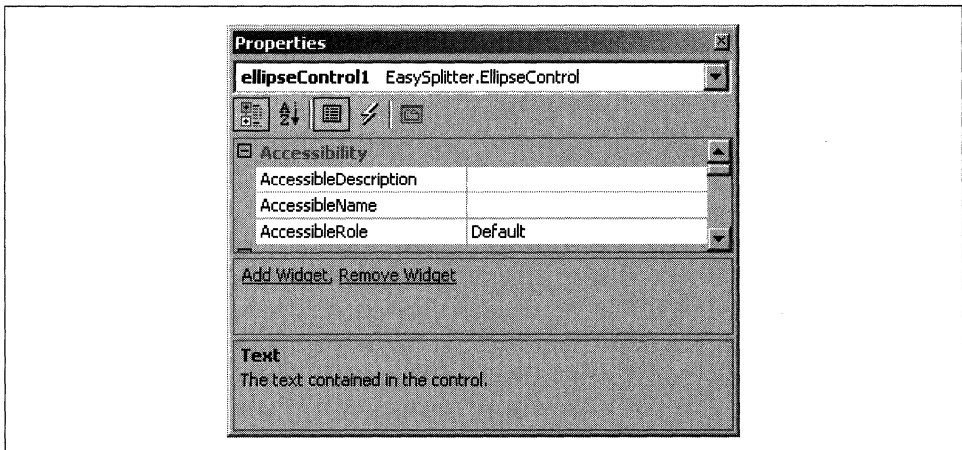 Properties
ellipseControl1 EasySplitter.EllipseControl
Accessibility
AccessibleDescription
AccessibleName
AccessibleRole Default
Add Widget, Remove Widget
Text
The text contained in the control.